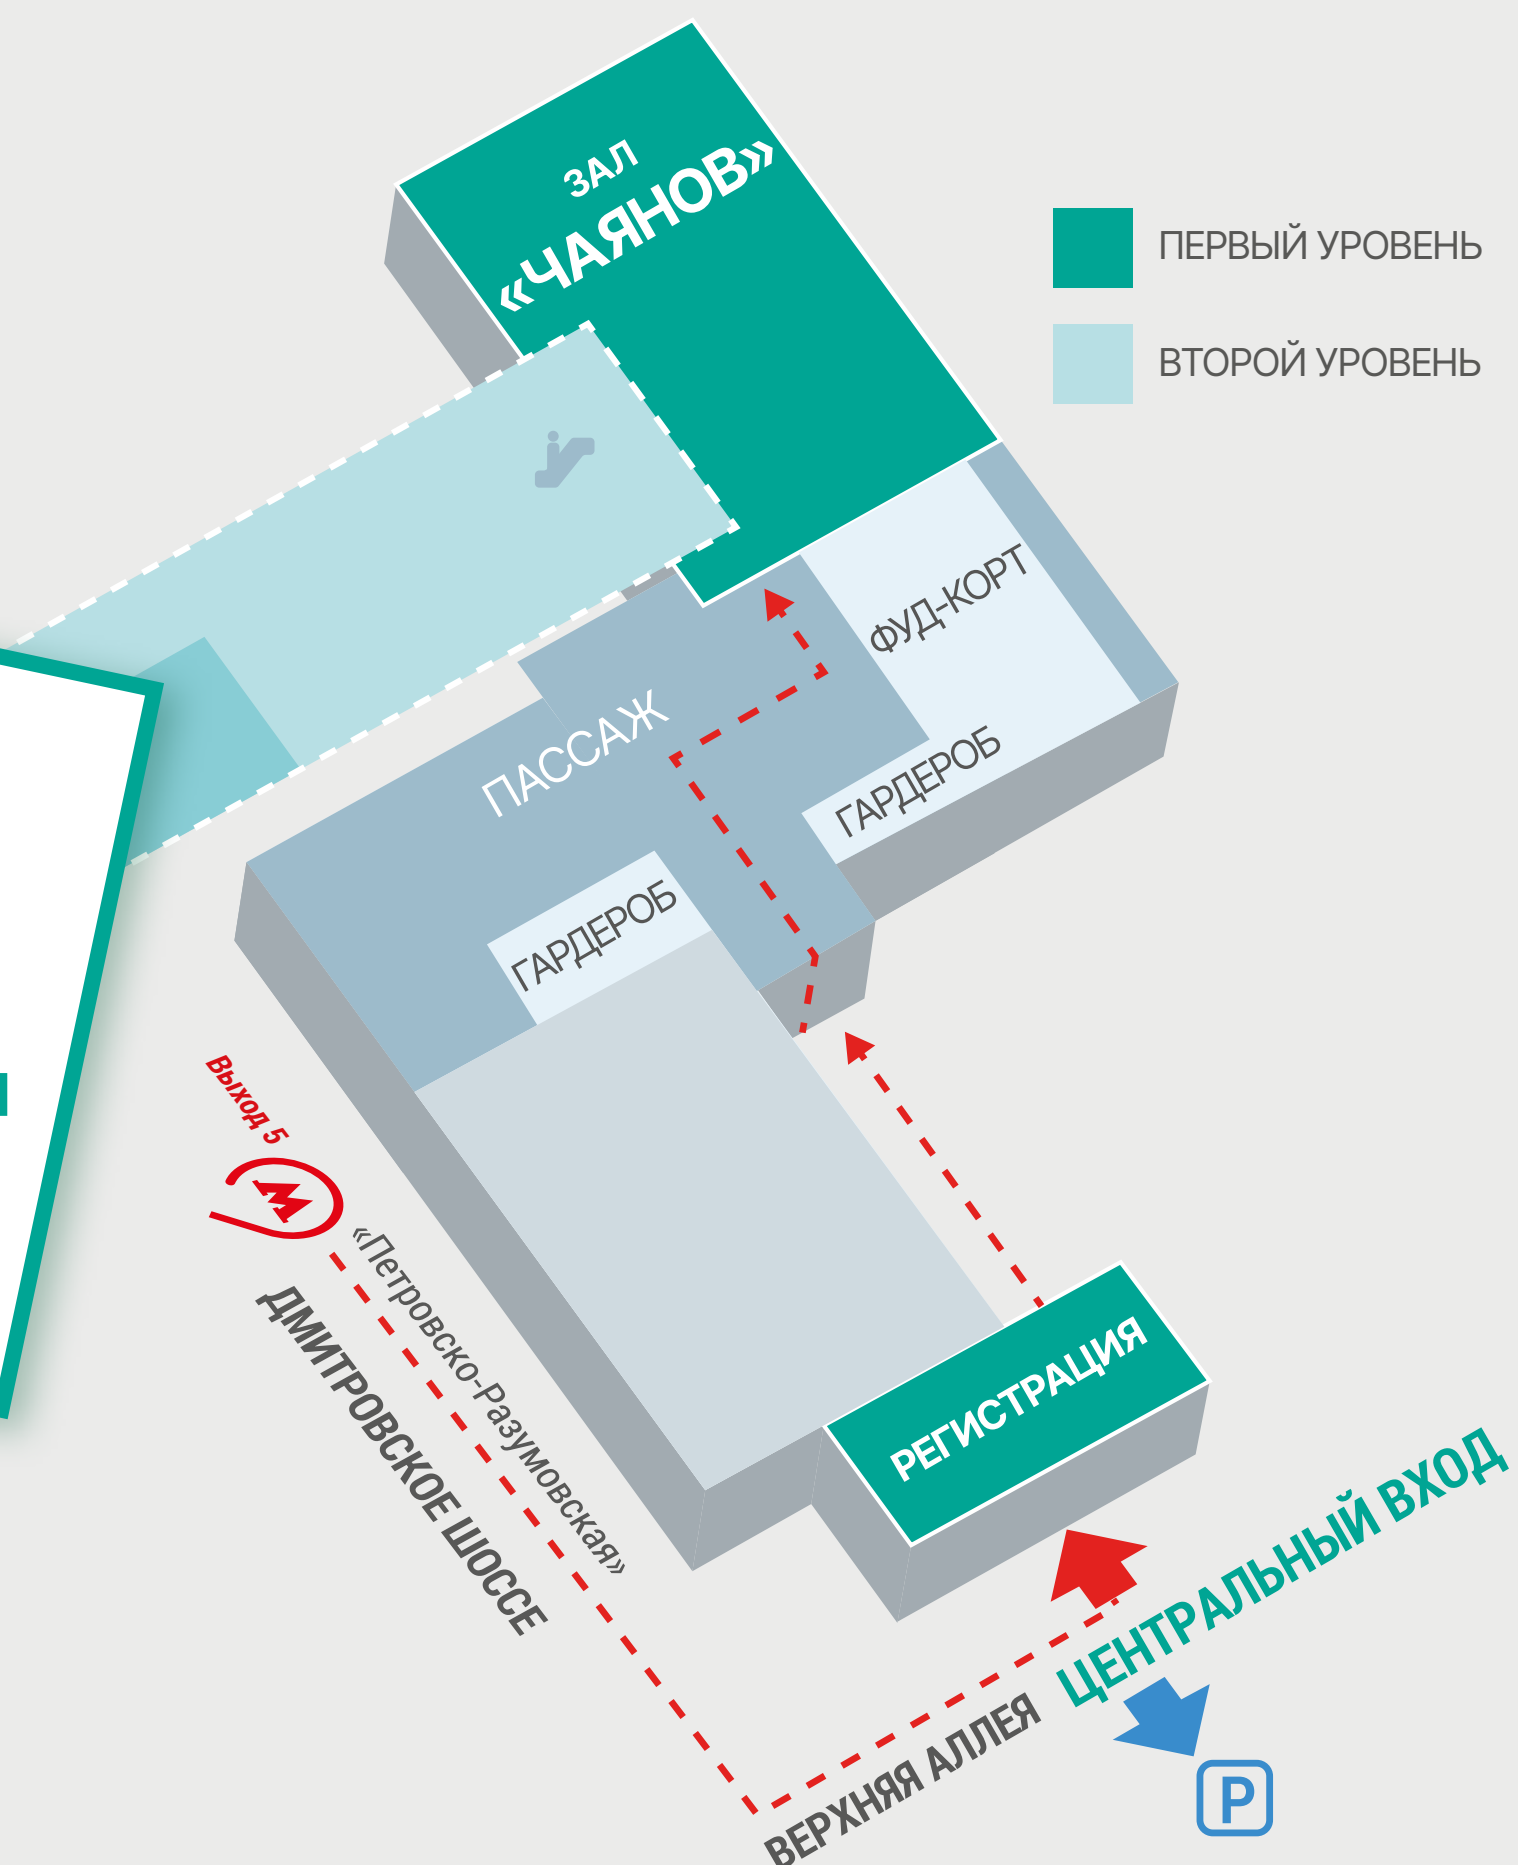 ЗАЛ
«ЧАЯНОВ»
ПЕРВЫЙ УРОВЕНЬ
ВТОРОЙ УРОВЕНЬ
ФУД-КОРТ
ПАССАЖ
ГАРДЕРОБ
ГАРДЕРОБ
Выход 5
М
«Петровско-Разумовская»
ДМИТРОВСКОЕ ШОССЕ
РЕГИСТРАЦИЯ
ЦЕНТРАЛЬНЫЙ ВХОД
ВЕРХНЯЯ АЛЛЕЯ
P